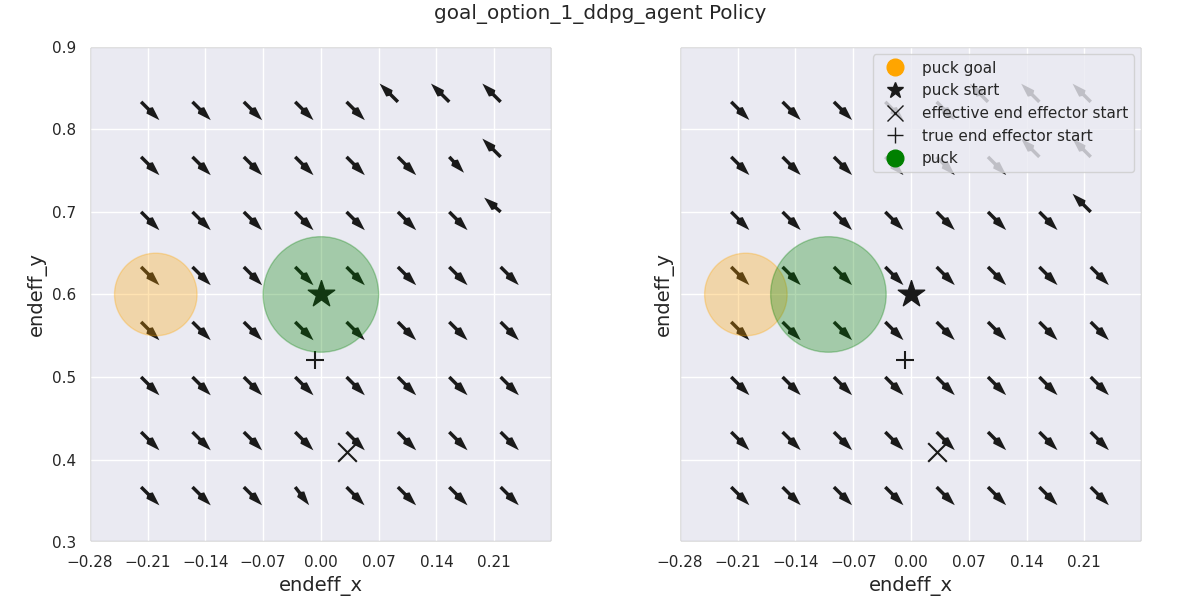 goal_option_1_ddpg_agent Policy
endeff_y
0.9
0.8
0.7
0.6
0.5
0.4
0.3
−0.28 −0.21 −0.14 −0.07 0.00 0.07 0.14 0.21
endeff_x
endeff_y
puck goal
puck start
effective end effector start
true end effector start
puck
−0.28 −0.21 −0.14 −0.07 0.00 0.07 0.14 0.21
endeff_x